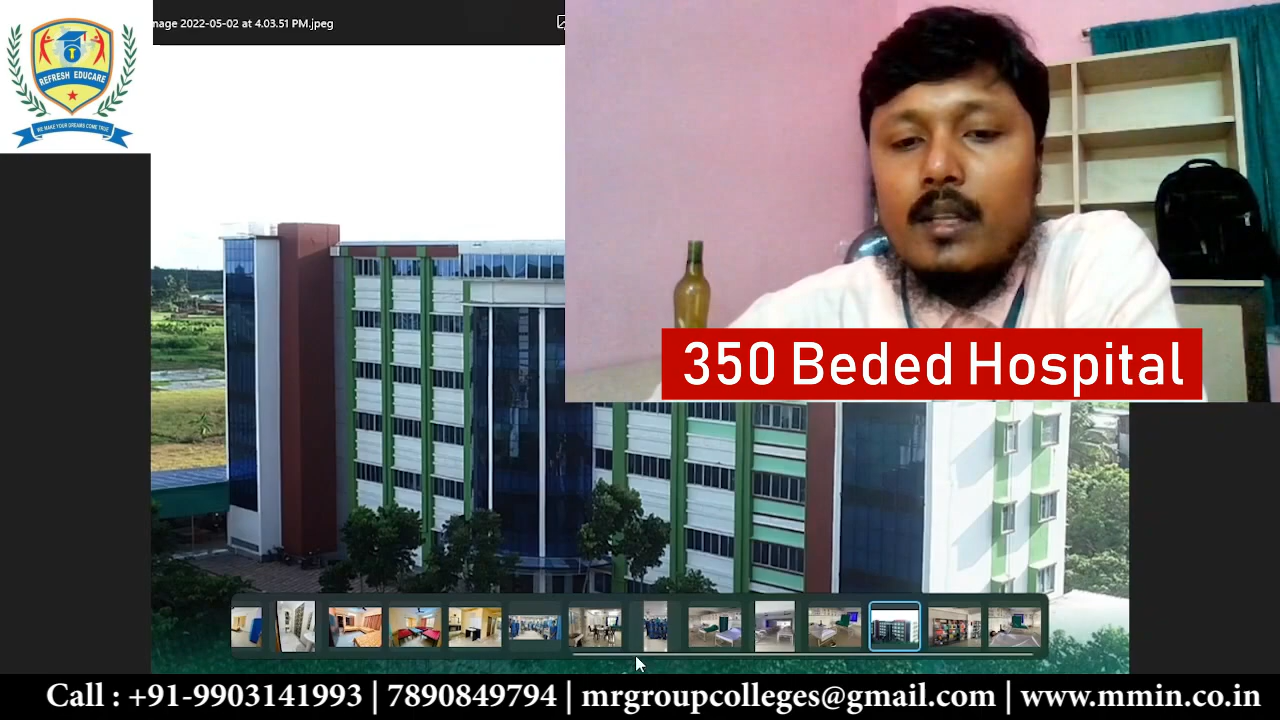 nage 2022-05-02 at 4.03.51 PM.jpeg
T
REFRESH EDUCARE
WE MAKE YOUR DREAMS COME TRUE
350 Beded Hospital
Call : +91-9903141993 | 7890849794 | mrgroupcolleges@gmail.com | www.mmin.co.in